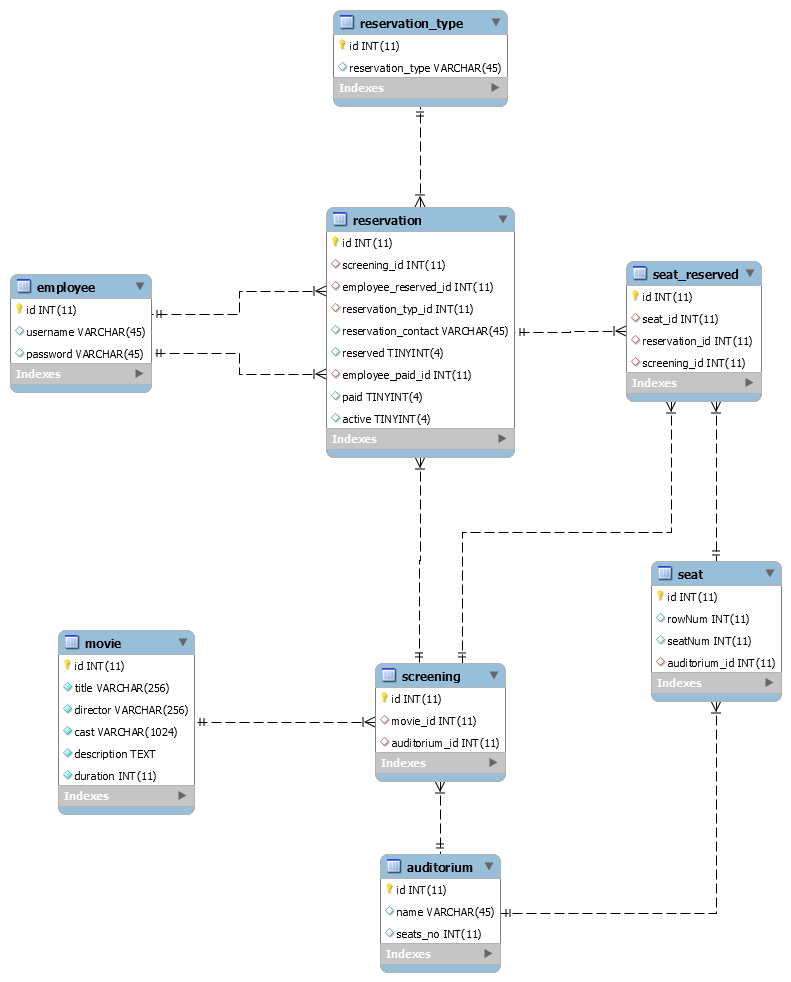 reservation_type
id INT(11)
reservation_type VARCHAR(45)
Indexes
reservation
id INT(11)
screening_id INT(11)
employee_reserved_id INT(11)
reservation_typ_id INT(11)
reservation_contact VARCHAR(45)
reserved TINYINT(4)
employee_paid_id INT(11)
paid TINYINT(4)
active TINYINT(4)
Indexes
employee
id INT(11)
username VARCHAR(45)
password VARCHAR(45)
Indexes
seat_reserved
id INT(11)
seat_id INT(11)
reservation_id INT(11)
screening_id INT(11)
Indexes
seat
id INT(11)
rowNum INT(11)
seatNum INT(11)
auditorium_id INT(11)
Indexes
movie
id INT(11)
title VARCHAR(256)
director VARCHAR(256)
cast VARCHAR(1024)
description TEXT
duration INT(11)
Indexes
screening
id INT(11)
movie_id INT(11)
auditorium_id INT(11)
Indexes
auditorium
id INT(11)
name VARCHAR(45)
seats_no INT(11)
Indexes